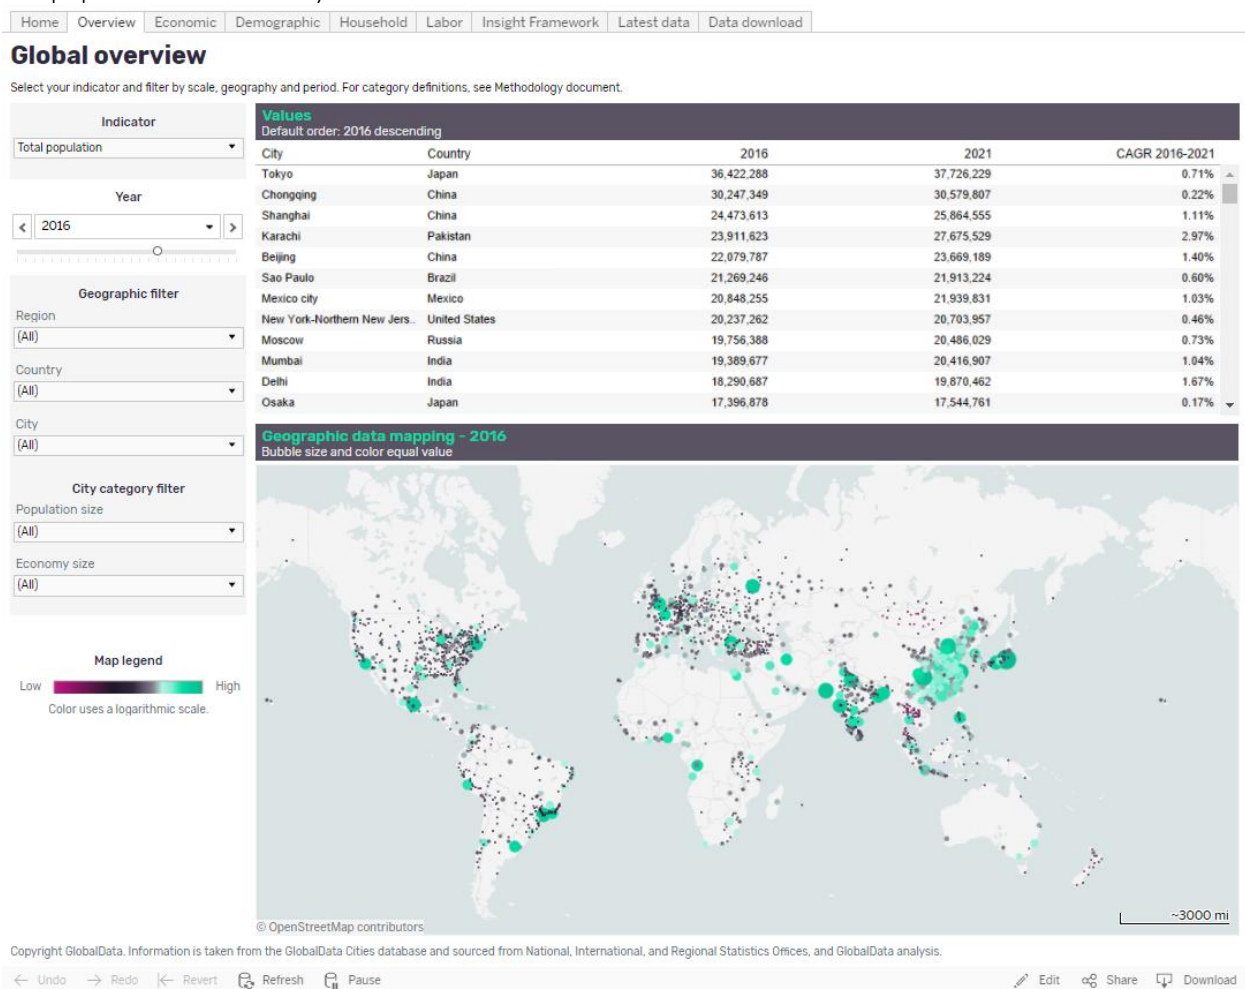 Home Overview Economic Demographic Household Labor Insight Framework Latest data Data download
Global overview
Select your indicator and filter by scale, geography and period. For category definitions, see Methodology document.
Indicator
Total population
Year
2016
Geographic filter
Region
(All)
Country
(All)
City
(All)
City category filter
Population size
(All)
Economy size
(All)
Map legend
Low High
Color uses a logarithmic scale.
Values
Default order: 2016 descending
City Country 2016 2021 CAGR 2016-2021
Tokyo Japan 36,422,288 37,726,229 0.71%
Chongqing China 30,247,349 30,579,807 0.22%
Shanghai China 24,473,613 25,864,555 1.11%
Karachi Pakistan 23,911,623 27,675,529 2.97%
Beijing China 22,079,787 23,669,189 1.40%
Sao Paulo Brazil 21,269,246 21,913,224 0.60%
Mexico city Mexico 20,848,255 21,939,831 1.03%
New York-Northern New Jers.. United States 20,237,262 20,703,957 0.46%
Moscow Russia 19,756,388 20,486,029 0.73%
Mumbai India 19,389,677 20,416,907 1.04%
Delhi India 18,290,687 19,870,462 1.67%
Osaka Japan 17,396,878 17,544,761 0.17%
Geographic data mapping - 2016
Bubble size and color equal value
© OpenStreetMap contributors
~3000 mi
Copyright GlobalData. Information is taken from the GlobalData Cities database and sourced from National, International, and Regional Statistics Offices, and GlobalData analysis.
Undo Redo Revert Refresh Pause Edit Share Download